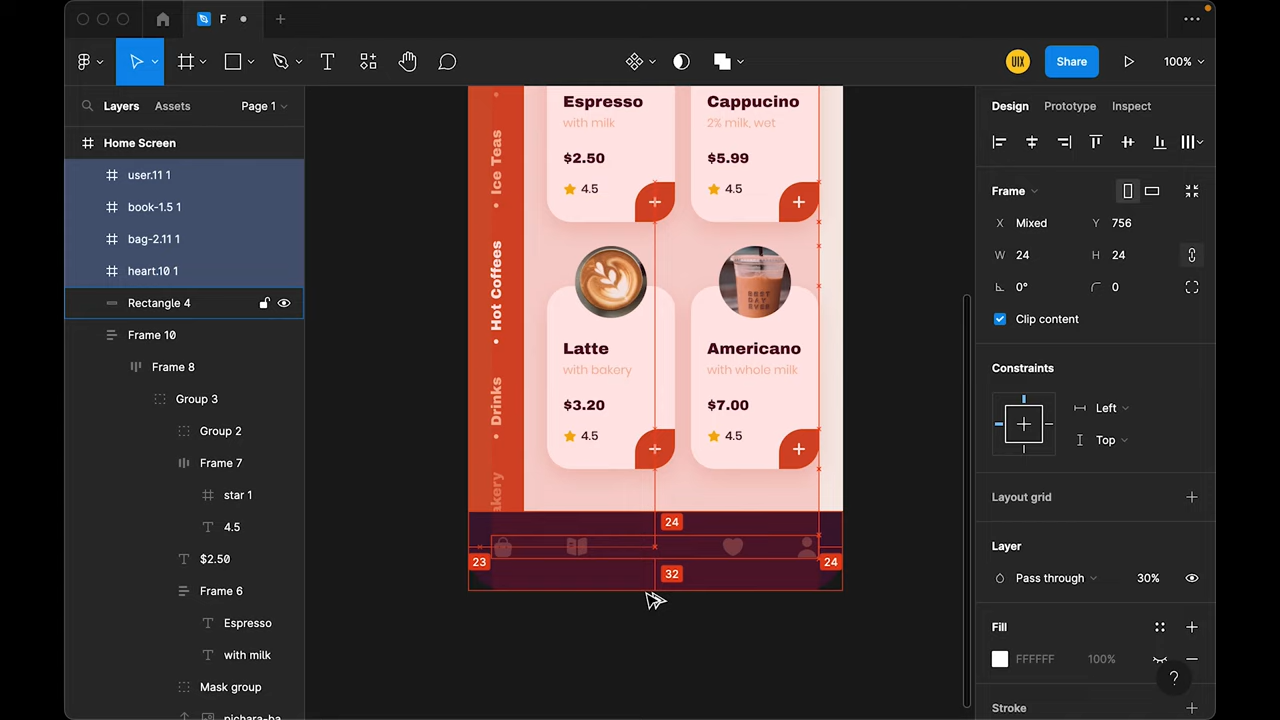 F
UIX
Share
100%
Layers
Assets
Page 1
Home Screen
user.11 1
book-1.5 1
bag-2.11 1
heart.10 1
Rectangle 4
Frame 10
Frame 8
Group 3
Group 2
Frame 7
star 1
4.5
$2.50
Frame 6
Espresso
with milk
Mask group
Ice Teas
Hot Coffees
Drinks
Espresso
with milk
$2.50
4.5
Cappucino
2% milk, wet
$5.99
4.5
BEST
DAY
EVER
Latte
with bakery
$3.20
4.5
Americano
with whole milk
$7.00
4.5
24
23
24
32
Design
Prototype
Inspect
Frame
X Mixed
Y 756
W 24
H 24
0°
0
Clip content
Constraints
Left
Top
Layout grid
Layer
Pass through
30%
Fill
FFFFFF
100%
?
Stroke